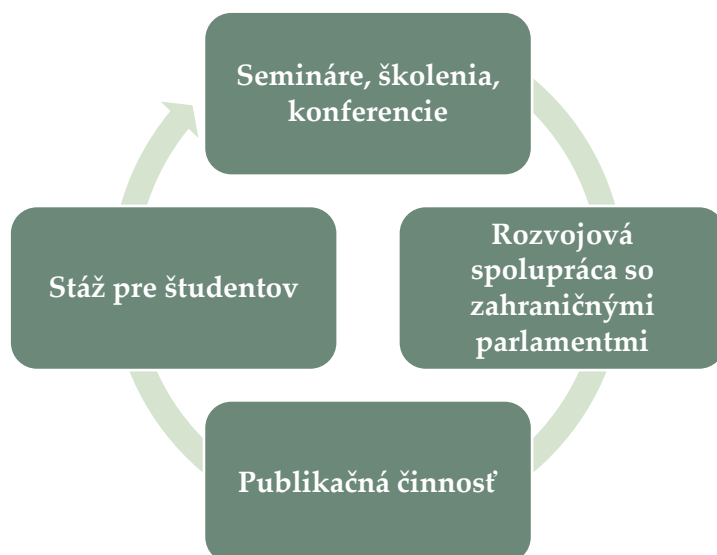 Semináre, školenia,
konferencie
Rozvojová
spolupráca so
zahraničnými
parlamentmi
Publikačná činnosť
Stáž pre študentov